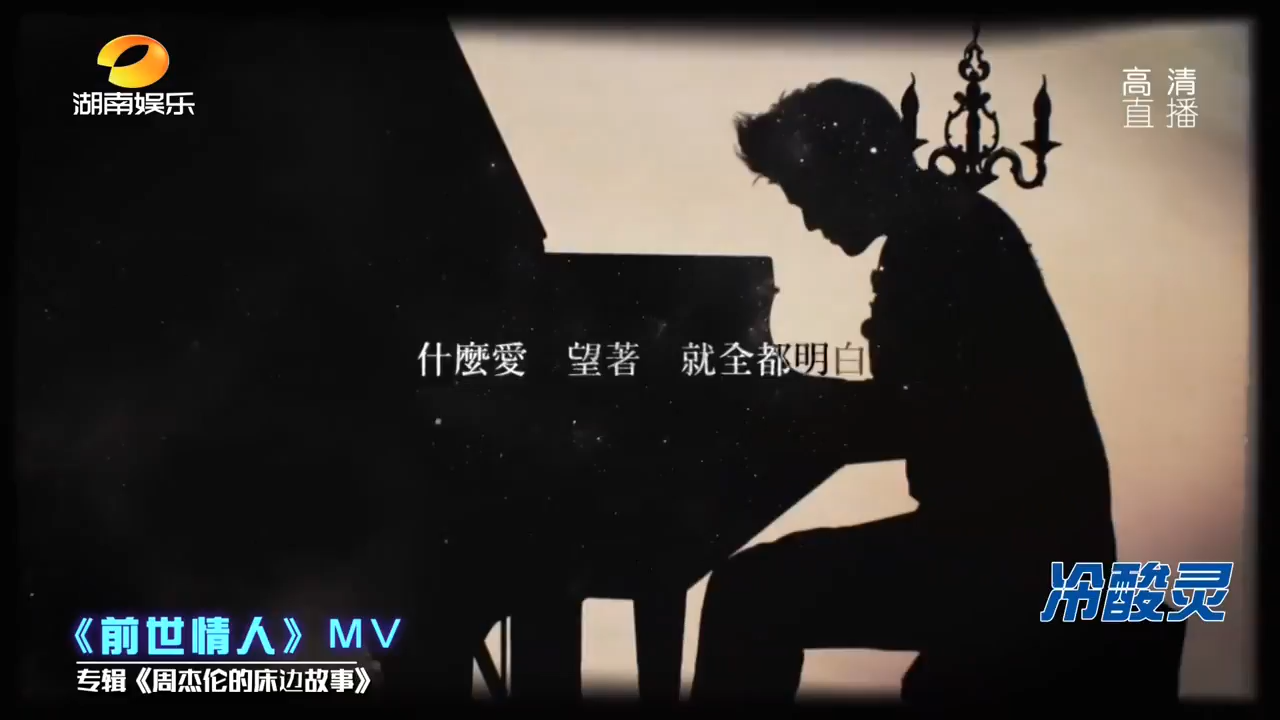 湖南娱乐
高清
直播
什麼愛 望著 就全都明白
冷酸灵
《前世情人》MV
专辑《周杰伦的床边故事》